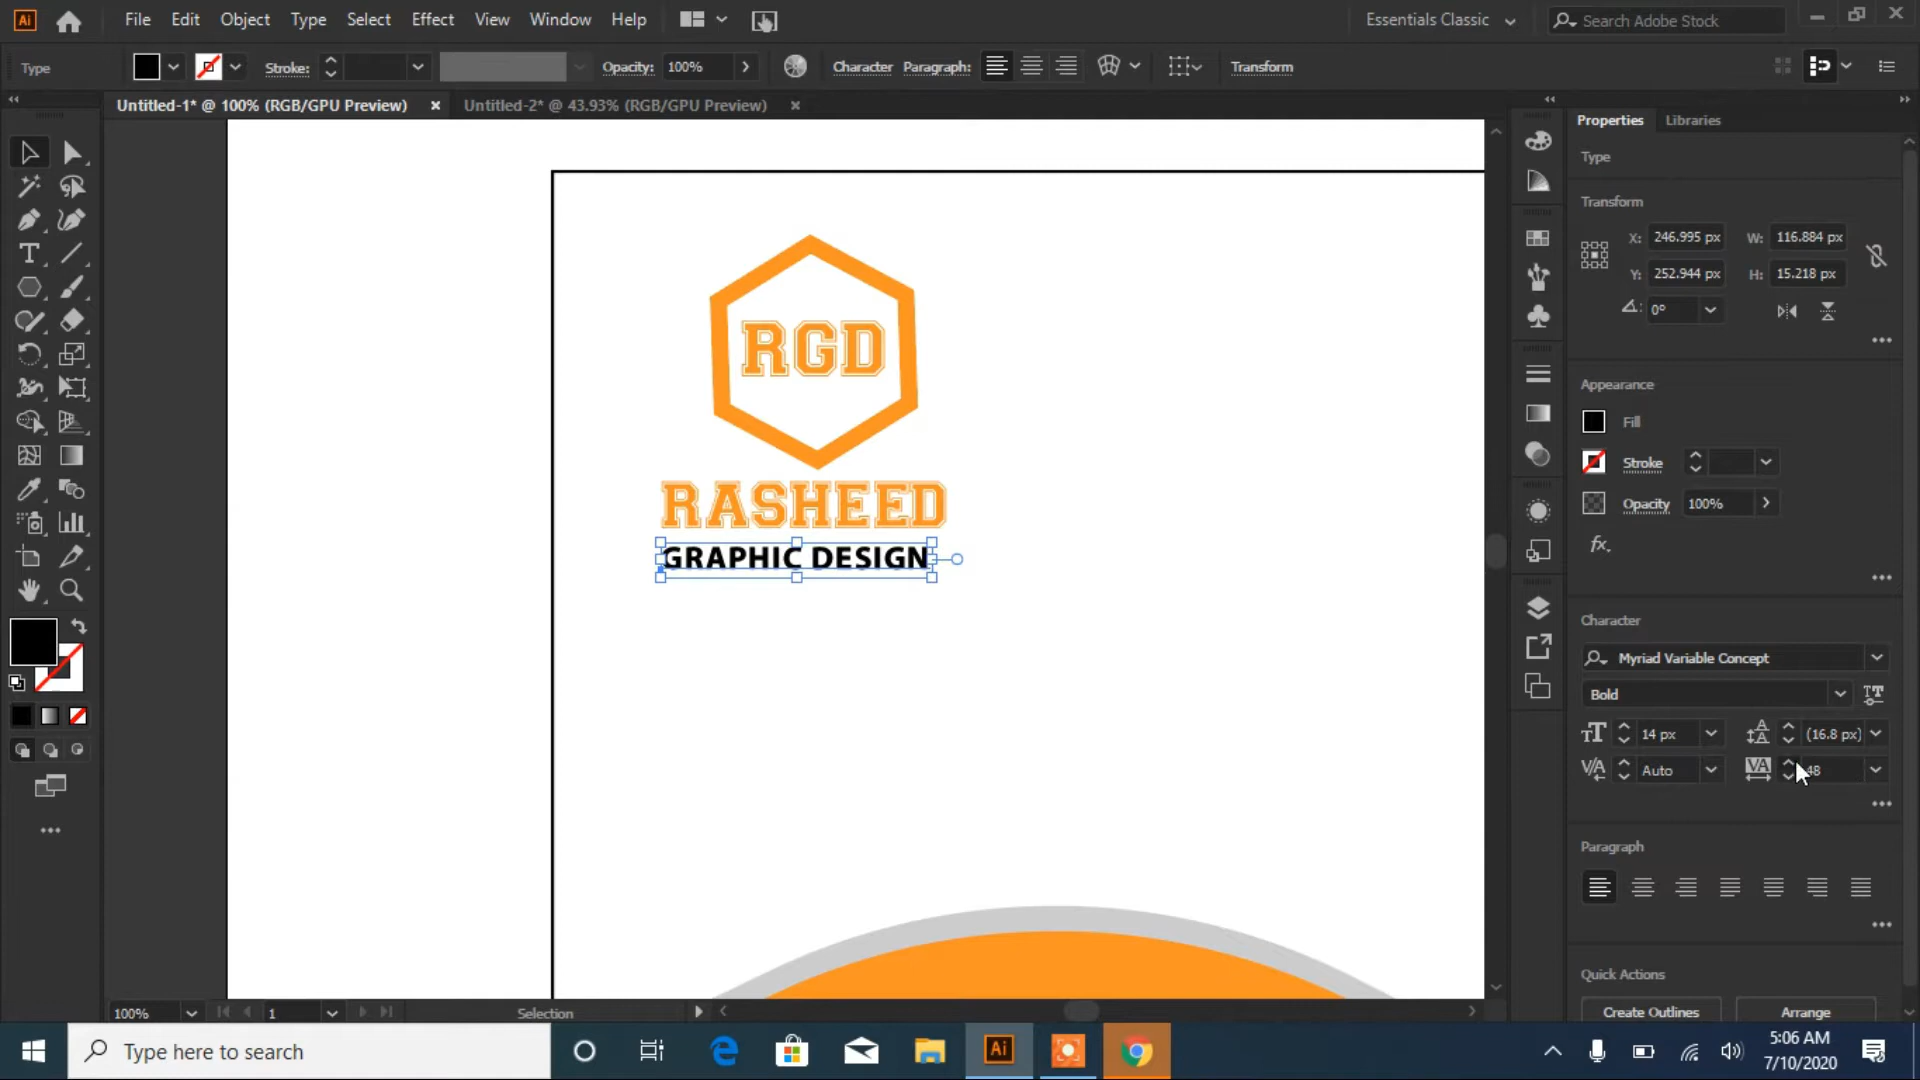 Ai File Edit Object Type Select Effect View Window Help Essentials Classic Search Adobe Stock
Type Stroke: Opacity: 100% Character Paragraph: Transform
Untitled-1* @ 100% (RGB/GPU Preview) × Untitled-2* @ 43.93% (RGB/GPU Preview) ×
Properties Libraries
Type
Transform
X: 246.995 px W: 116.884 px
Y: 252.944 px H: 15.218 px
0°
RGD
RASHEED
GRAPHIC DESIGN
Appearance
Fill
Stroke
Opacity 100%
fx.
Character
Myriad Variable Concept
Bold
14 px (16.8 px)
Auto 48
Paragraph
Quick Actions
Create Outlines Arrange
100% 1 Selection
Type here to search
Ai
5:06 AM
7/10/2020